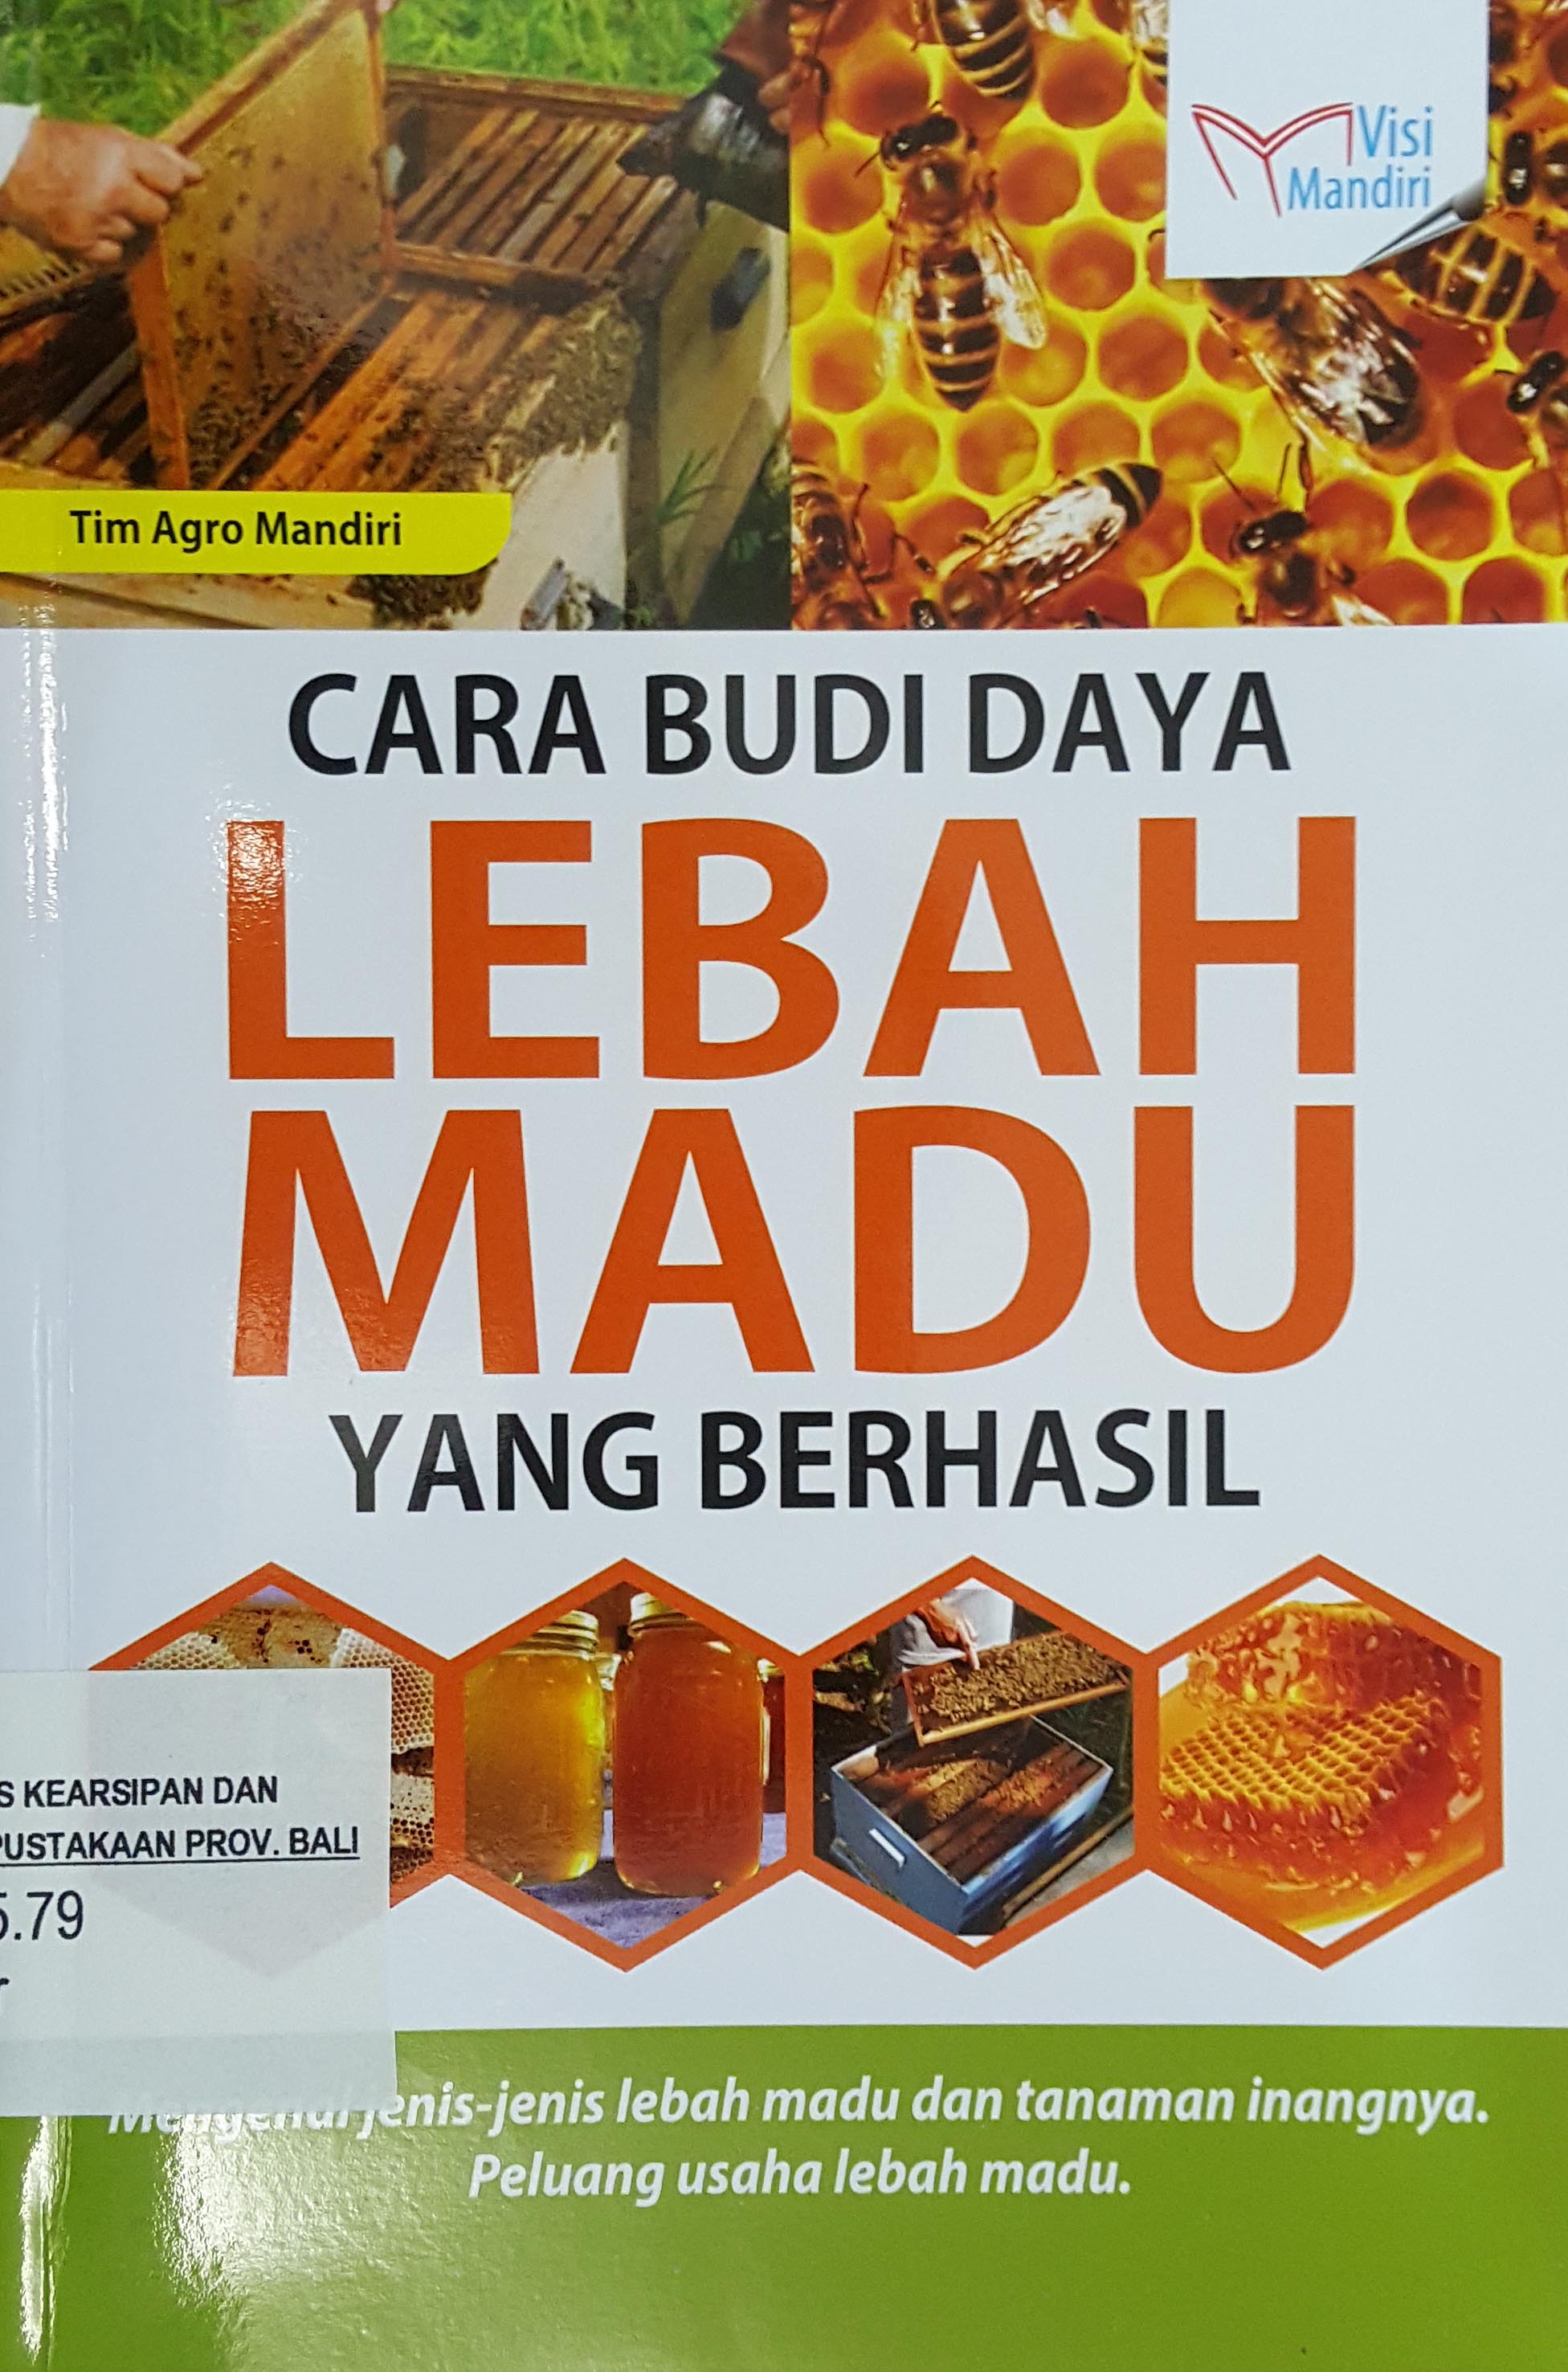 Visi
Mandiri
Tim Agro Mandiri
CARA BUDI DAYA
LEBAH
MADU
YANG BERHASIL
S KEARSIPAN DAN
PUSTAKAAN PROV. BALI
5.79
r
Mengenal jenis-jenis lebah madu dan tanaman inangnya.
Peluang usaha lebah madu.